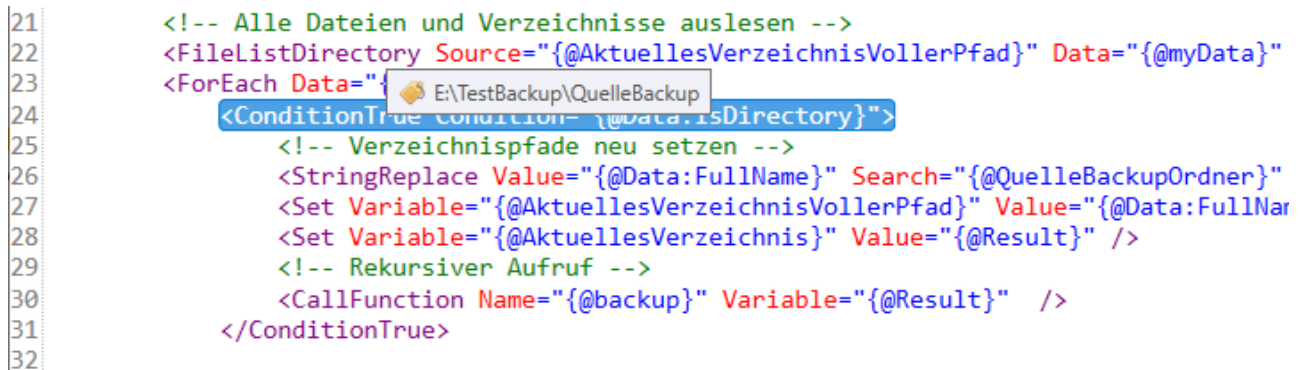 21 <!-- Alle Dateien und Verzeichnisse auslesen -->
22 <FileListDirectory Source="{@AktuellesVerzeichnisVollerPfad}" Data="{@myData}"
23 <ForEach Data="{
E:\TestBackup\QuelleBackup
24 <ConditionTrue Condition="{@Data:IsDirectory}">
25 <!-- Verzeichnispfade neu setzen -->
26 <StringReplace Value="{@Data:FullName}" Search="{@QuelleBackupOrdner}"
27 <Set Variable="{@AktuellesVerzeichnisVollerPfad}" Value="{@Data:FullNa
28 <Set Variable="{@AktuellesVerzeichnis}" Value="{@Result}" />
29 <!-- Rekursiver Aufruf -->
30 <CallFunction Name="{@backup}" Variable="{@Result}" />
31 </ConditionTrue>
32